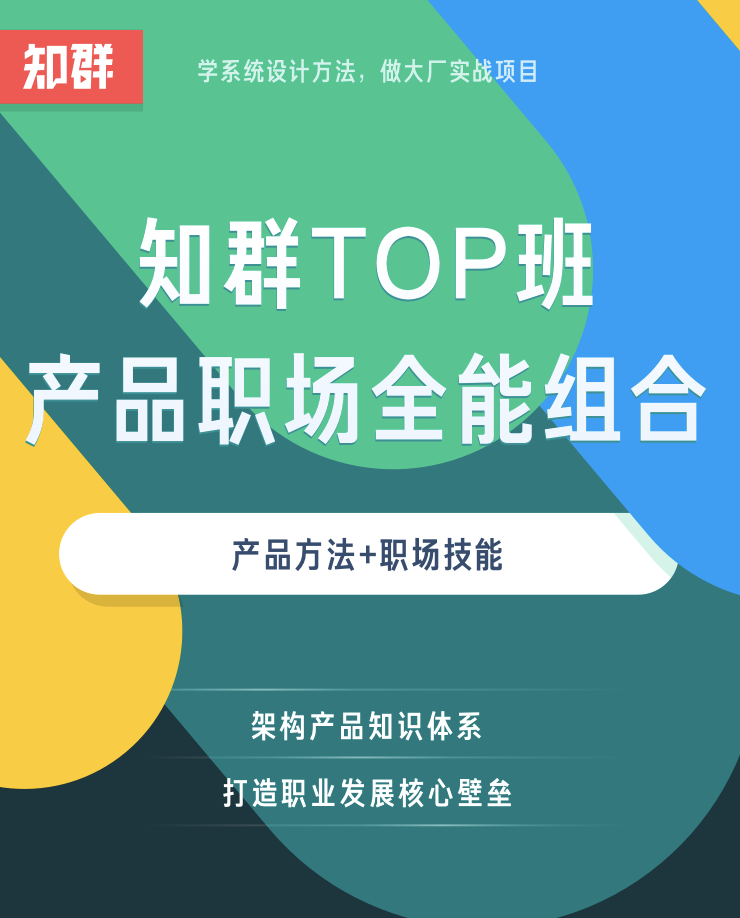 知群
学系统设计方法，做大厂实战项目
知群TOP班
产品职场全能组合
产品方法+职场技能
架构产品知识体系
打造职业发展核心壁垒